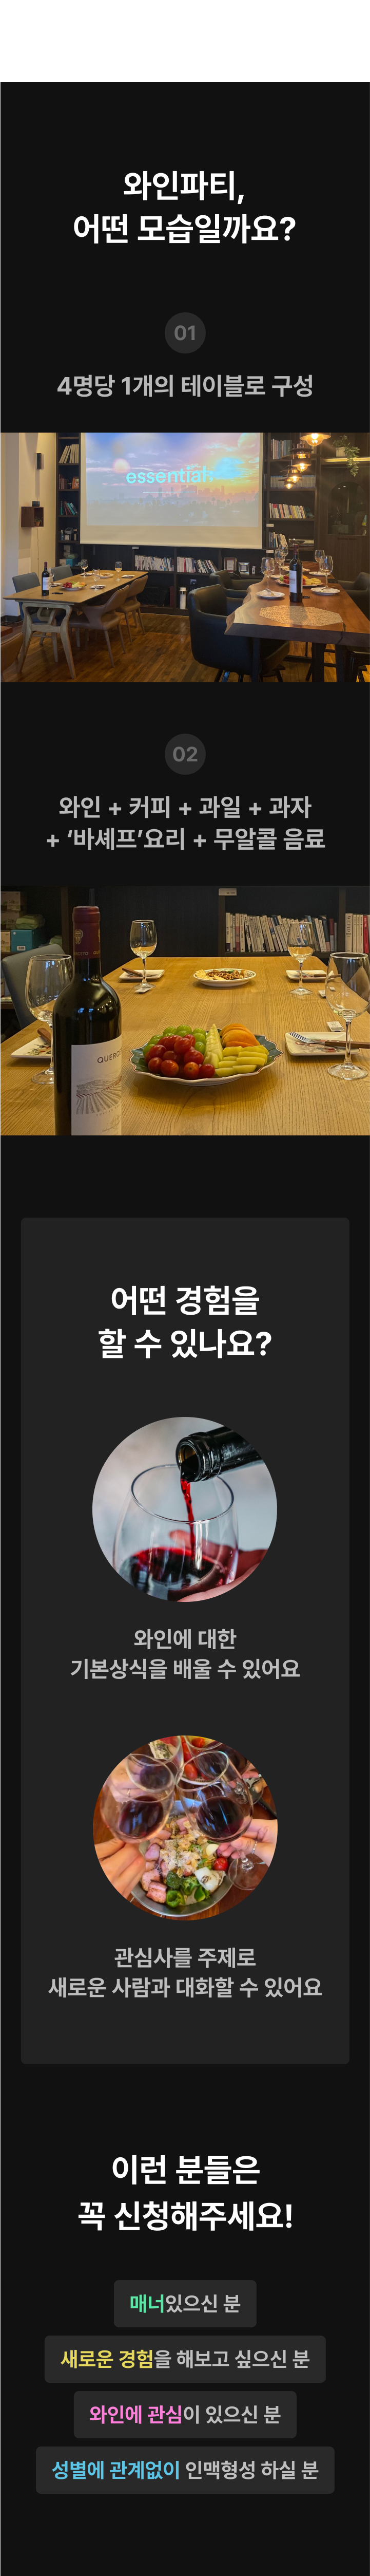 와인파티,
어떤 모습일까요?
01
4명당 1개의 테이블로 구성
essential;
02
와인 + 커피 + 과일 + 과자
+ ‘바셰프’요리 + 무알콜 음료
QUERC
어떤 경험을
할 수 있나요?
와인에 대한
기본상식을 배울 수 있어요
관심사를 주제로
새로운 사람과 대화할 수 있어요
이런 분들은
꼭 신청해주세요!
매너있으신 분
새로운 경험을 해보고 싶으신 분
와인에 관심이 있으신 분
성별에 관계없이 인맥형성 하실 분